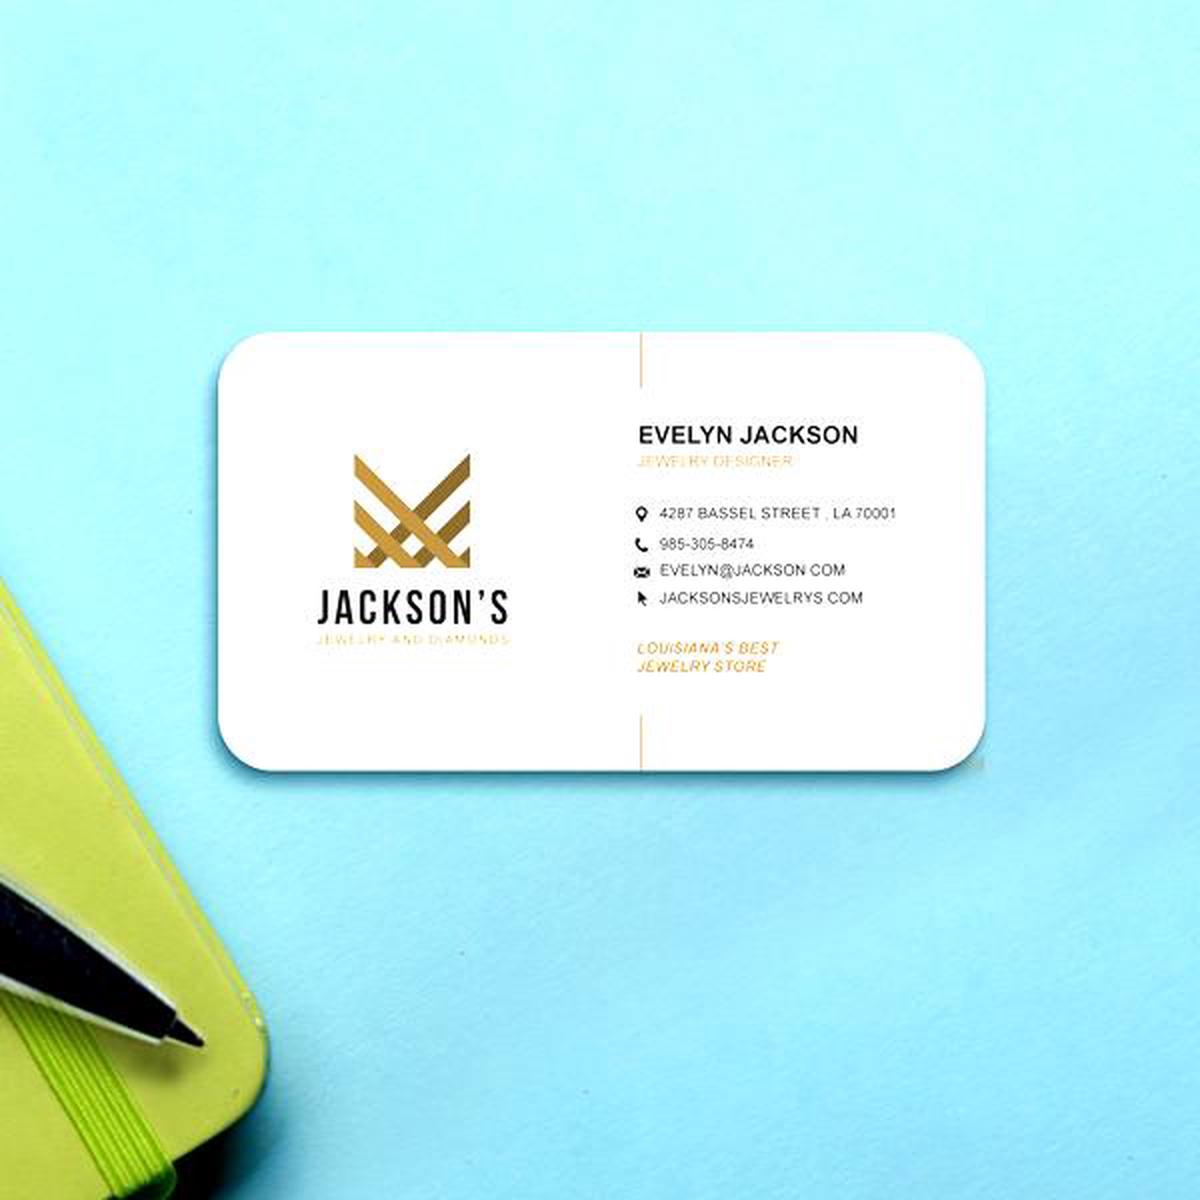 JACKSON'S
JEWELRY AND DIAMONDS
EVELYN JACKSON
JEWELRY DESIGNER
4287 BASSEL STREET , LA 70001
985-305-8474
EVELYN@JACKSON.COM
JACKSONSJEWELRYS.COM
LOUISIANA'S BEST
JEWELRY STORE